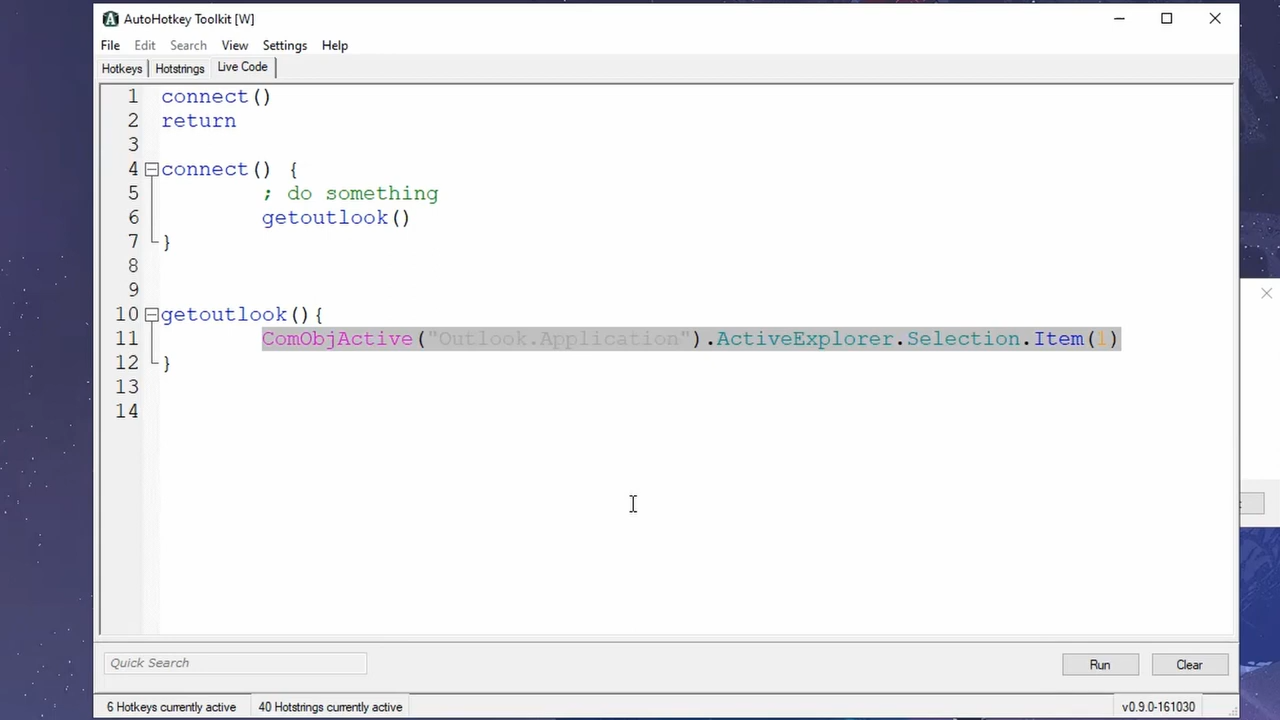 AutoHotkey Toolkit [W]
File Edit Search View Settings Help
Hotkeys Hotstrings Live Code
1 connect()
2 return
3
4 connect() {
5 ; do something
6 getoutlook()
7 }
8
9
10 getoutlook(){
11 ComObjActive("Outlook.Application").ActiveExplorer.Selection.Item(1)
12 }
13
14
Quick Search
Run Clear
6 Hotkeys currently active 40 Hotstrings currently active v0.9.0-161030